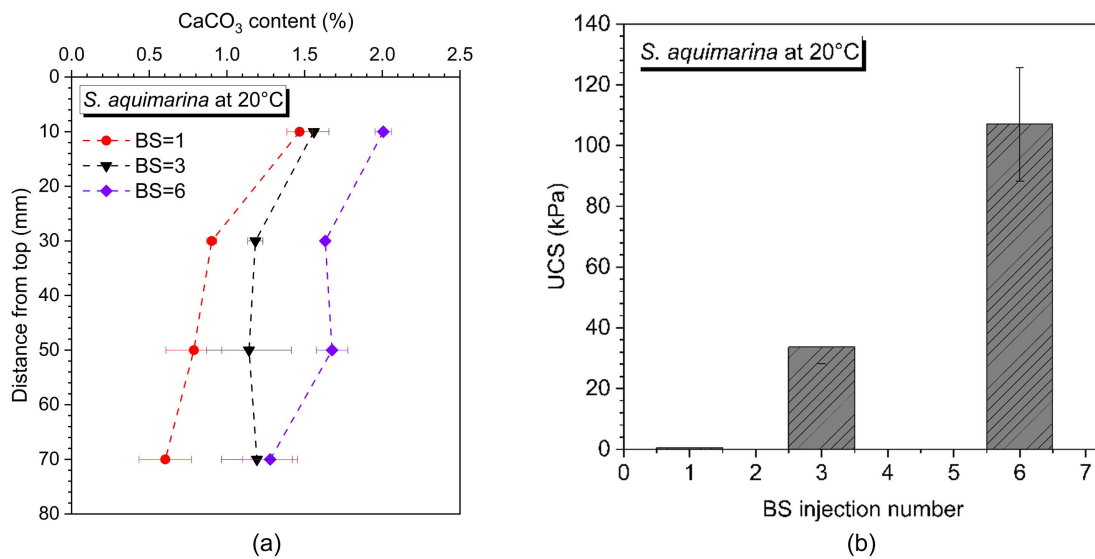 CaCO₃ content (%)
0.0 0.5 1.0 1.5 2.0 2.5
0
10
20
30
40
50
60
70
80
Distance from top (mm)
S. aquimarina at 20°C
BS=1
BS=3
BS=6
(a)
140
120
100
80
60
40
20
0
UCS (kPa)
S. aquimarina at 20°C
0 1 2 3 4 5 6 7
BS injection number
(b)